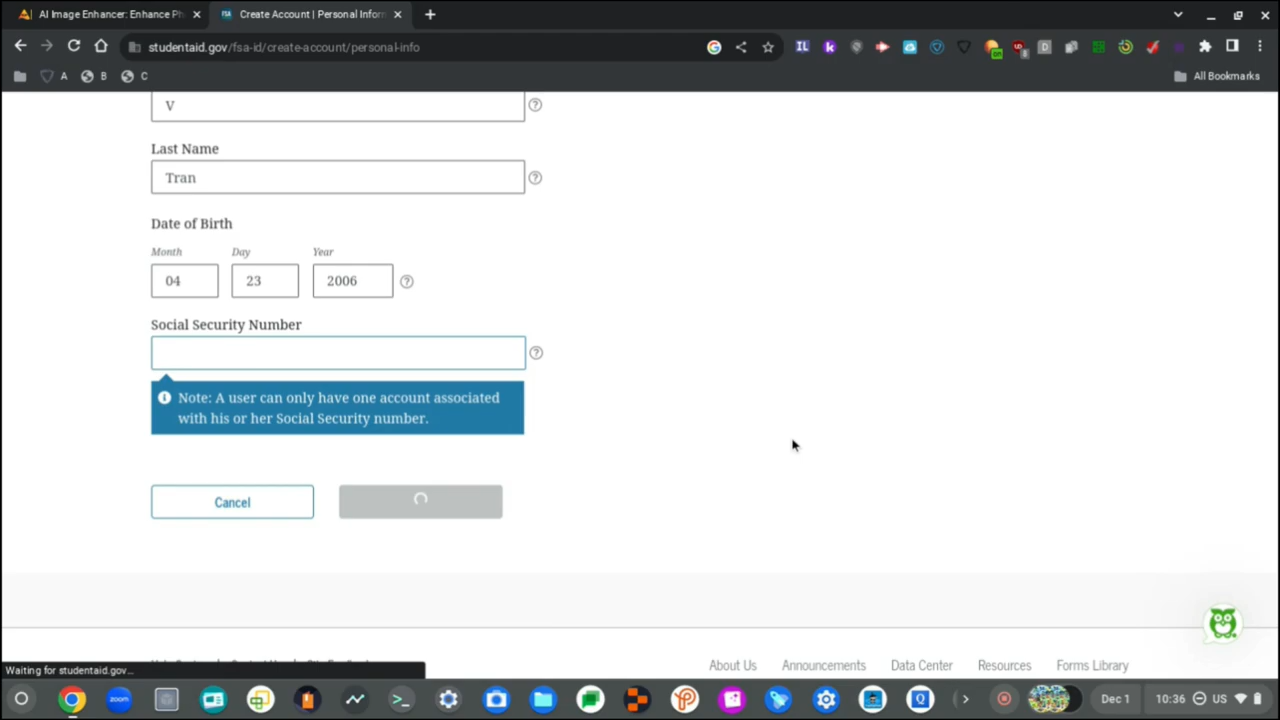 AI Image Enhancer: Enhance Ph
Create Account | Personal Inform
studentaid.gov/fsa-id/create-account/personal-info
A
B
C
All Bookmarks
V
Last Name
Tran
Date of Birth
Month Day Year
04 23 2006
Social Security Number
Note: A user can only have one account associated
with his or her Social Security number.
Cancel
Waiting for studentaid.gov...
About Us Announcements Data Center Resources Forms Library
Dec 1 10:36 US